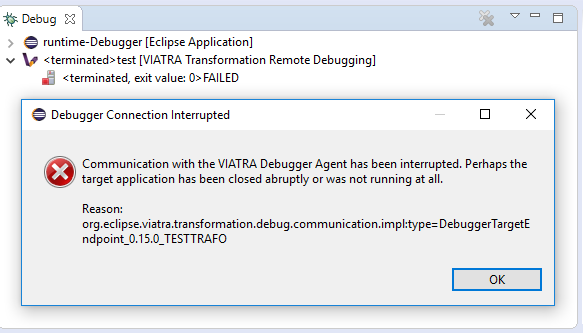 Debug
runtime-Debugger [Eclipse Application]
<terminated>test [VIATRA Transformation Remote Debugging]
<terminated, exit value: 0>FAILED
Debugger Connection Interrupted
Communication with the VIATRA Debugger Agent has been interrupted. Perhaps the
target application has been closed abruptly or was not running at all.
Reason:
org.eclipse.viatra.transformation.debug.communication.impl:type=DebuggerTargetE
ndpoint_0.15.0_TESTTRAFO
OK